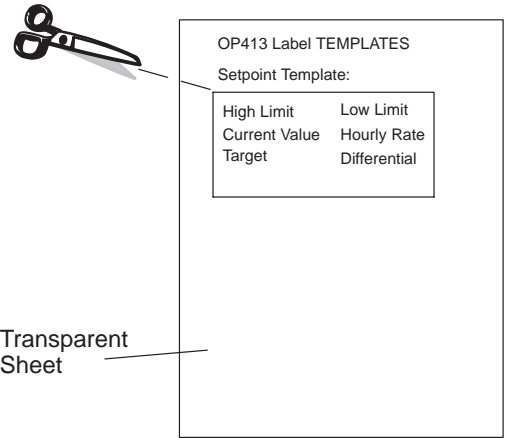 OP413 Label TEMPLATES
Setpoint Template:
High Limit Low Limit
Current Value Hourly Rate
Target Differential
Transparent
Sheet